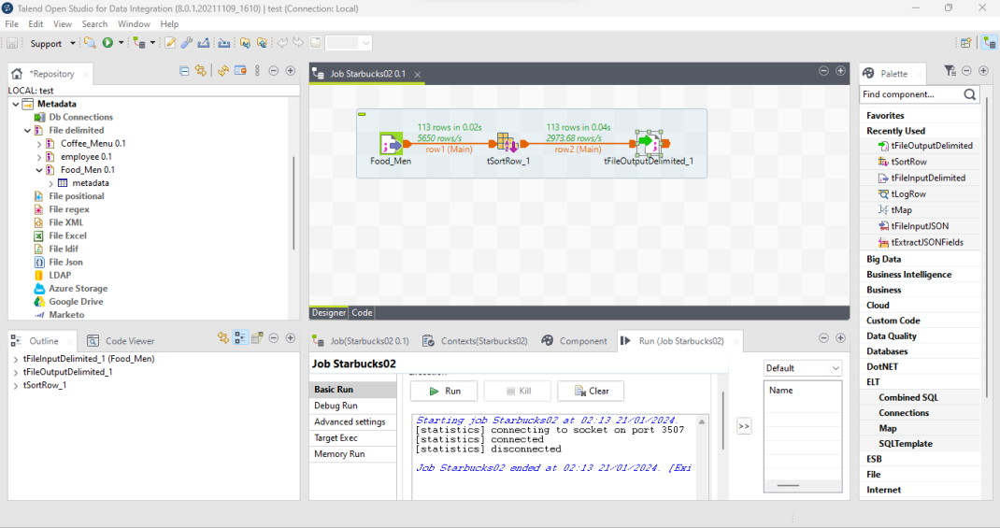 Talend Open Studio for Data Integration (8.0.1.20211109_1610) | test (Connection: Local)
File Edit View Search Window Help
Support
*Repository
LOCAL: test
Metadata
Db Connections
File delimited
Coffee_Menu 0.1
employee 0.1
Food_Men 0.1
metadata
File positional
File regex
File XML
File Excel
File ldif
File Json
LDAP
Azure Storage
Google Drive
Marketo
Job Starbucks02 0.1
113 rows in 0.02s
5650 rows/s
row1 (Main)
113 rows in 0.04s
2973.68 rows/s
row2 (Main)
Food_Men
tSortRow_1
tFileOutputDelimited_1
Designer Code
Palette
Find component...
Favorites
Recently Used
tFileOutputDelimited
tSortRow
tFileInputDelimited
tLogRow
tMap
tFileInputJSON
tExtractJSONFields
Big Data
Business Intelligence
Business
Cloud
Custom Code
Data Quality
Databases
DotNET
ELT
Combined SQL
Connections
Map
SQLTemplate
ESB
File
Internet
Outline Code Viewer
tFileInputDelimited_1 (Food_Men)
tFileOutputDelimited_1
tSortRow_1
Job(Starbucks02 0.1) Contexts(Starbucks02) Component Run (Job Starbucks02)
Job Starbucks02
Basic Run
Debug Run
Advanced settings
Target Exec
Memory Run
Run Kill Clear
Starting job Starbucks02 at 02:13 21/01/2024.
[statistics] connecting to socket on port 3507
[statistics] connected
[statistics] disconnected
Job Starbucks02 ended at 02:13 21/01/2024. [Exi
>>
Default
Name